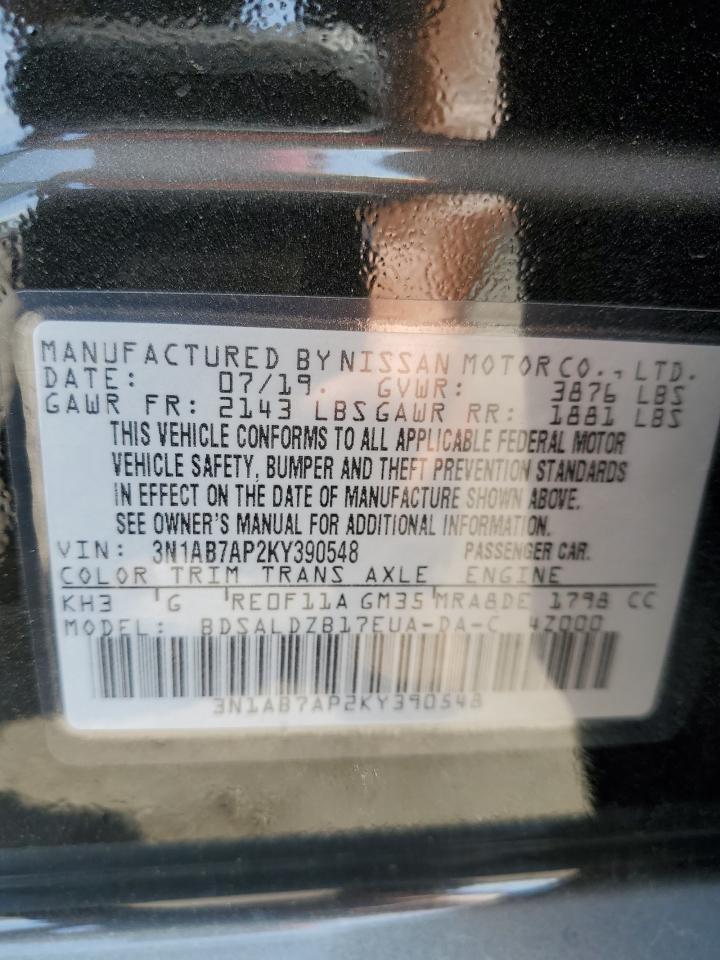 MANUFACTURED BY NISSAN MOTOR CO., LTD.
DATE: 07/19. GVWR: 3876 LBS
GAWR FR: 2143 LBS GAWR RR: 1881 LBS
THIS VEHICLE CONFORMS TO ALL APPLICABLE FEDERAL MOTOR
VEHICLE SAFETY, BUMPER AND THEFT PREVENTION STANDARDS
IN EFFECT ON THE DATE OF MANUFACTURE SHOWN ABOVE.
SEE OWNER'S MANUAL FOR ADDITIONAL INFORMATION.
VIN: 3N1AB7AP2KY390548 PASSENGER CAR.
COLOR TRIM TRANS AXLE ENGINE
KH3 G RE0F11A GM35 MRA8DE 1798 CC
MODEL: BDSALDZB17EUA-DA-C 4Z000
3N1AB7AP2KY390548